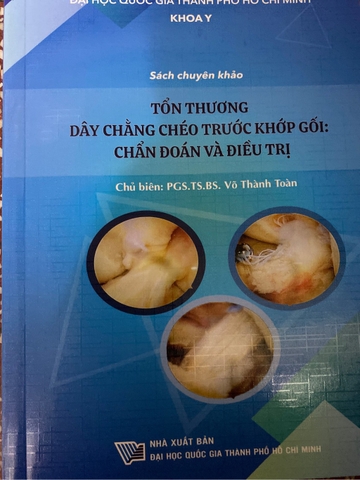 ĐẠI HỌC QUỐC GIA THÀNH PHỐ HỒ CHÍ MINH
KHOA Y
Sách chuyên khảo
TỔN THƯƠNG
DÂY CHẰNG CHÉO TRƯỚC KHỚP GỐI:
CHẨN ĐOÁN VÀ ĐIỀU TRỊ
Chủ biên: PGS.TS.BS. Võ Thành Toàn
NHÀ XUẤT BẢN
ĐẠI HỌC QUỐC GIA THÀNH PHỐ HỒ CHÍ MINH